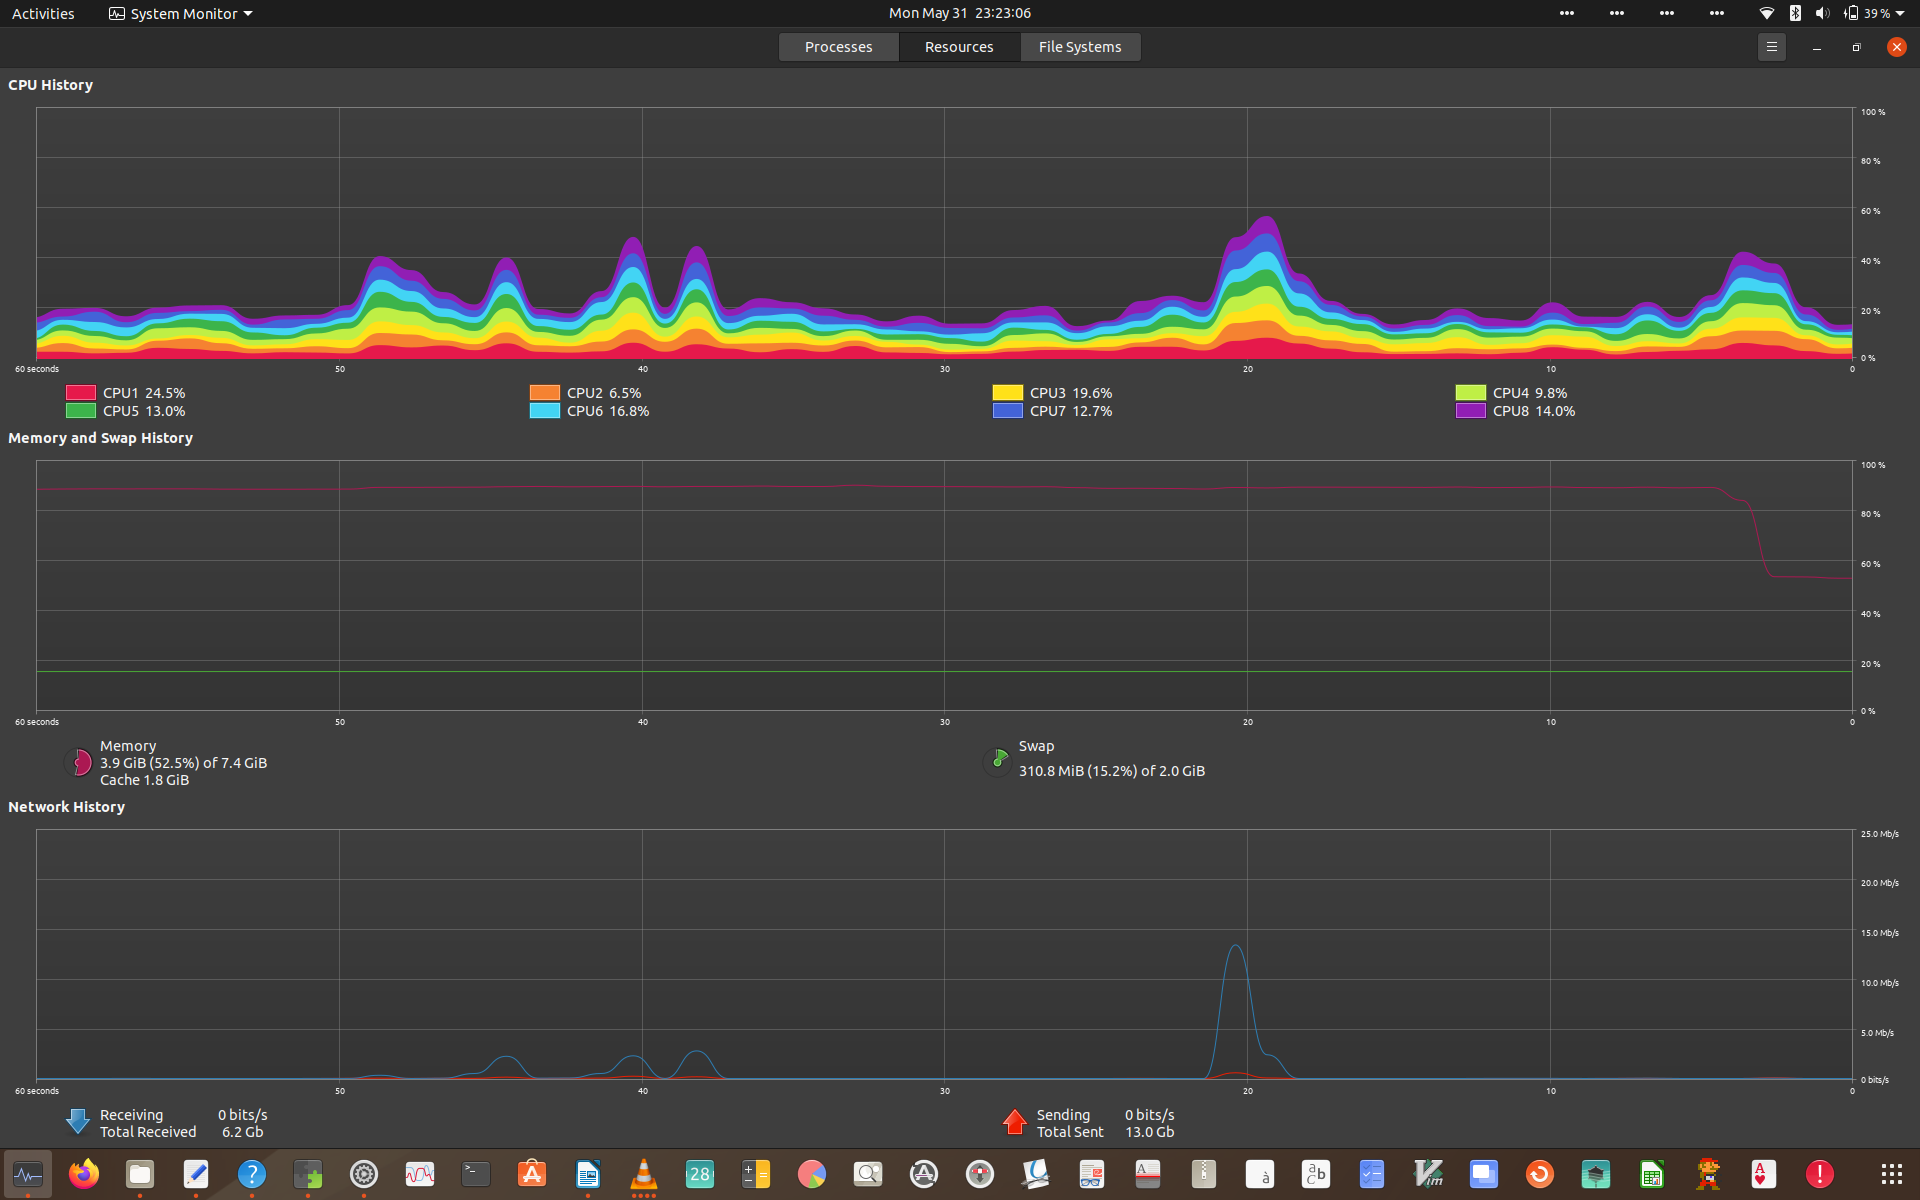 Activities System Monitor Mon May 31 23:23:06 39 %
Processes Resources File Systems
CPU History
100 %
80 %
60 %
40 %
20 %
0 %
60 seconds 50 40 30 20 10 0
CPU1 24.5% CPU2 6.5% CPU3 19.6% CPU4 9.8%
CPU5 13.0% CPU6 16.8% CPU7 12.7% CPU8 14.0%
Memory and Swap History
100 %
80 %
60 %
40 %
20 %
0 %
60 seconds 50 40 30 20 10 0
Memory
3.9 GiB (52.5%) of 7.4 GiB
Cache 1.8 GiB
Swap
310.8 MiB (15.2%) of 2.0 GiB
Network History
25.0 Mb/s
20.0 Mb/s
15.0 Mb/s
10.0 Mb/s
5.0 Mb/s
0 bits/s
60 seconds 50 40 30 20 10 0
Receiving 0 bits/s Sending 0 bits/s
Total Received 6.2 Gb Total Sent 13.0 Gb
28